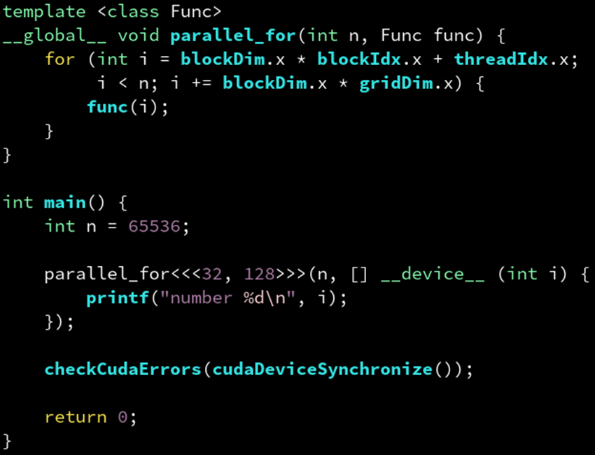 template <class Func>
__global__ void parallel_for(int n, Func func) {
    for (int i = blockDim.x * blockIdx.x + threadIdx.x;
         i < n; i += blockDim.x * gridDim.x) {
        func(i);
    }
}

int main() {
    int n = 65536;

    parallel_for<<<32, 128>>>(n, [] __device__ (int i) {
        printf("number %d\n", i);
    });

    checkCudaErrors(cudaDeviceSynchronize());

    return 0;
}